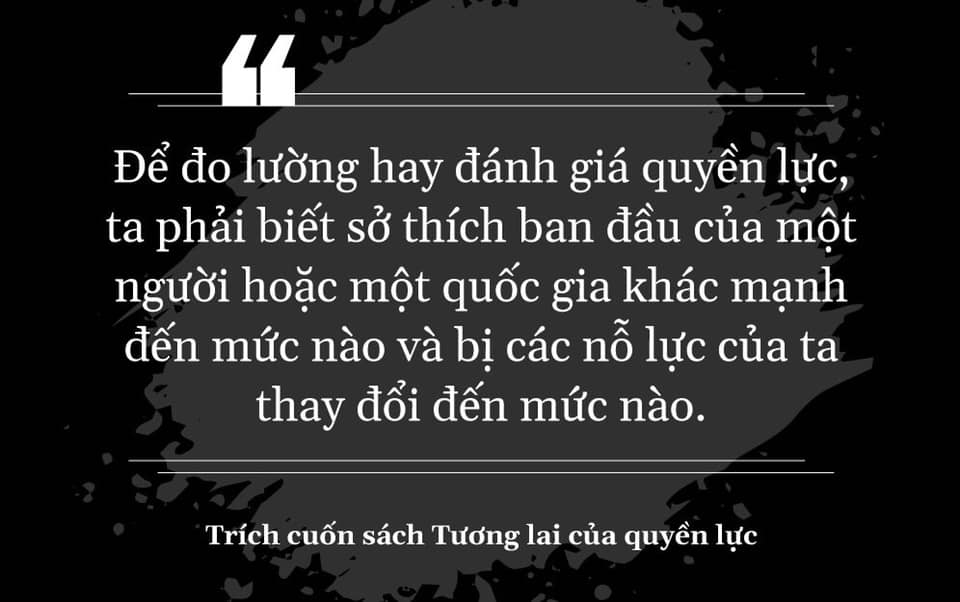 “
Để đo lường hay đánh giá quyền lực,
ta phải biết sở thích ban đầu của một
người hoặc một quốc gia khác mạnh
đến mức nào và bị các nỗ lực của ta
thay đổi đến mức nào.
Trích cuốn sách Tương lai của quyền lực